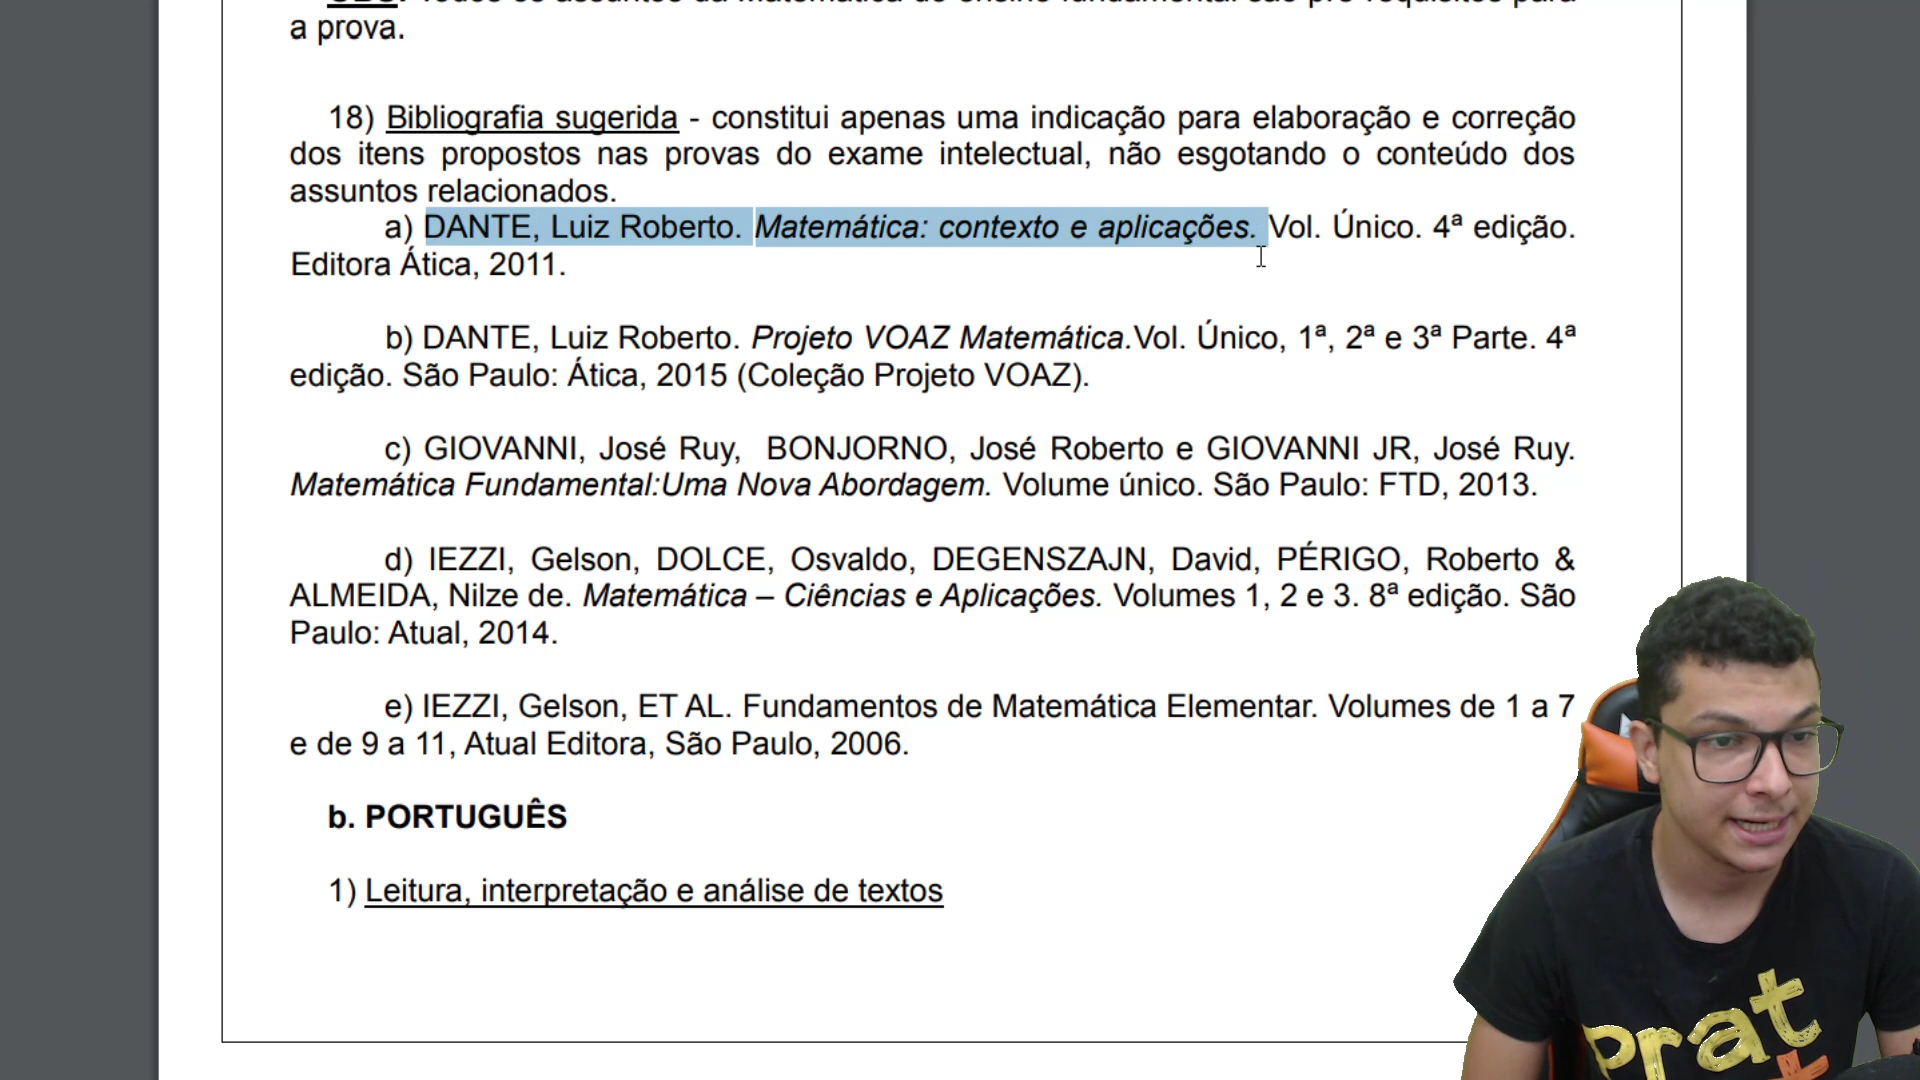 a prova.
18) Bibliografia sugerida - constitui apenas uma indicação para elaboração e correção
dos itens propostos nas provas do exame intelectual, não esgotando o conteúdo dos
assuntos relacionados.
a) DANTE, Luiz Roberto. Matemática: contexto e aplicações. Vol. Único. 4ª edição.
Editora Ática, 2011.
b) DANTE, Luiz Roberto. Projeto VOAZ Matemática.Vol. Único, 1ª, 2ª e 3ª Parte. 4ª
edição. São Paulo: Ática, 2015 (Coleção Projeto VOAZ).
c) GIOVANNI, José Ruy, BONJORNO, José Roberto e GIOVANNI JR, José Ruy.
Matemática Fundamental:Uma Nova Abordagem. Volume único. São Paulo: FTD, 2013.
d) IEZZI, Gelson, DOLCE, Osvaldo, DEGENSZAJN, David, PÉRIGO, Roberto &
ALMEIDA, Nilze de. Matemática – Ciências e Aplicações. Volumes 1, 2 e 3. 8ª edição. São
Paulo: Atual, 2014.
e) IEZZI, Gelson, ET AL. Fundamentos de Matemática Elementar. Volumes de 1 a 7
e de 9 a 11, Atual Editora, São Paulo, 2006.
b. PORTUGUÊS
1) Leitura, interpretação e análise de textos
Prat